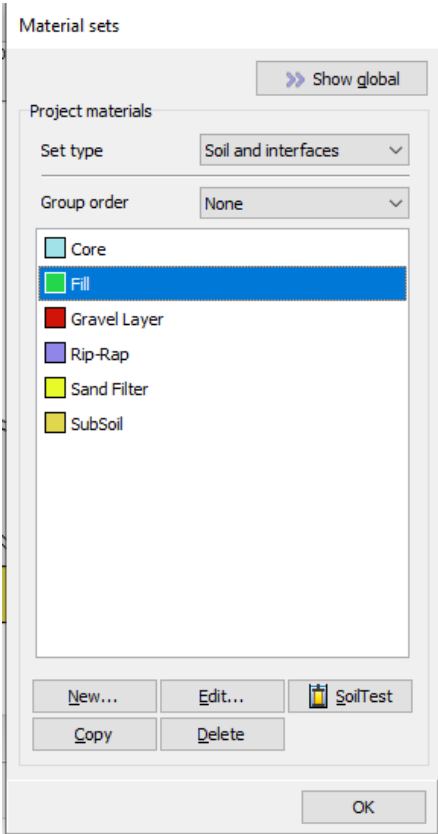 Material sets
Show global
Project materials
Set type Soil and interfaces
Group order None
Core
Fill
Gravel Layer
Rip-Rap
Sand Filter
SubSoil
New... Edit... SoilTest
Copy Delete
OK